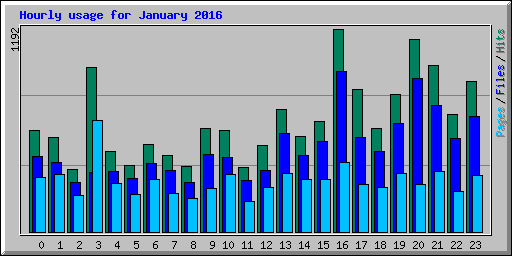 Hourly usage for January 2016
1192
Pages / Files / Hits
0 1 2 3 4 5 6 7 8 9 10 11 12 13 14 15 16 17 18 19 20 21 22 23